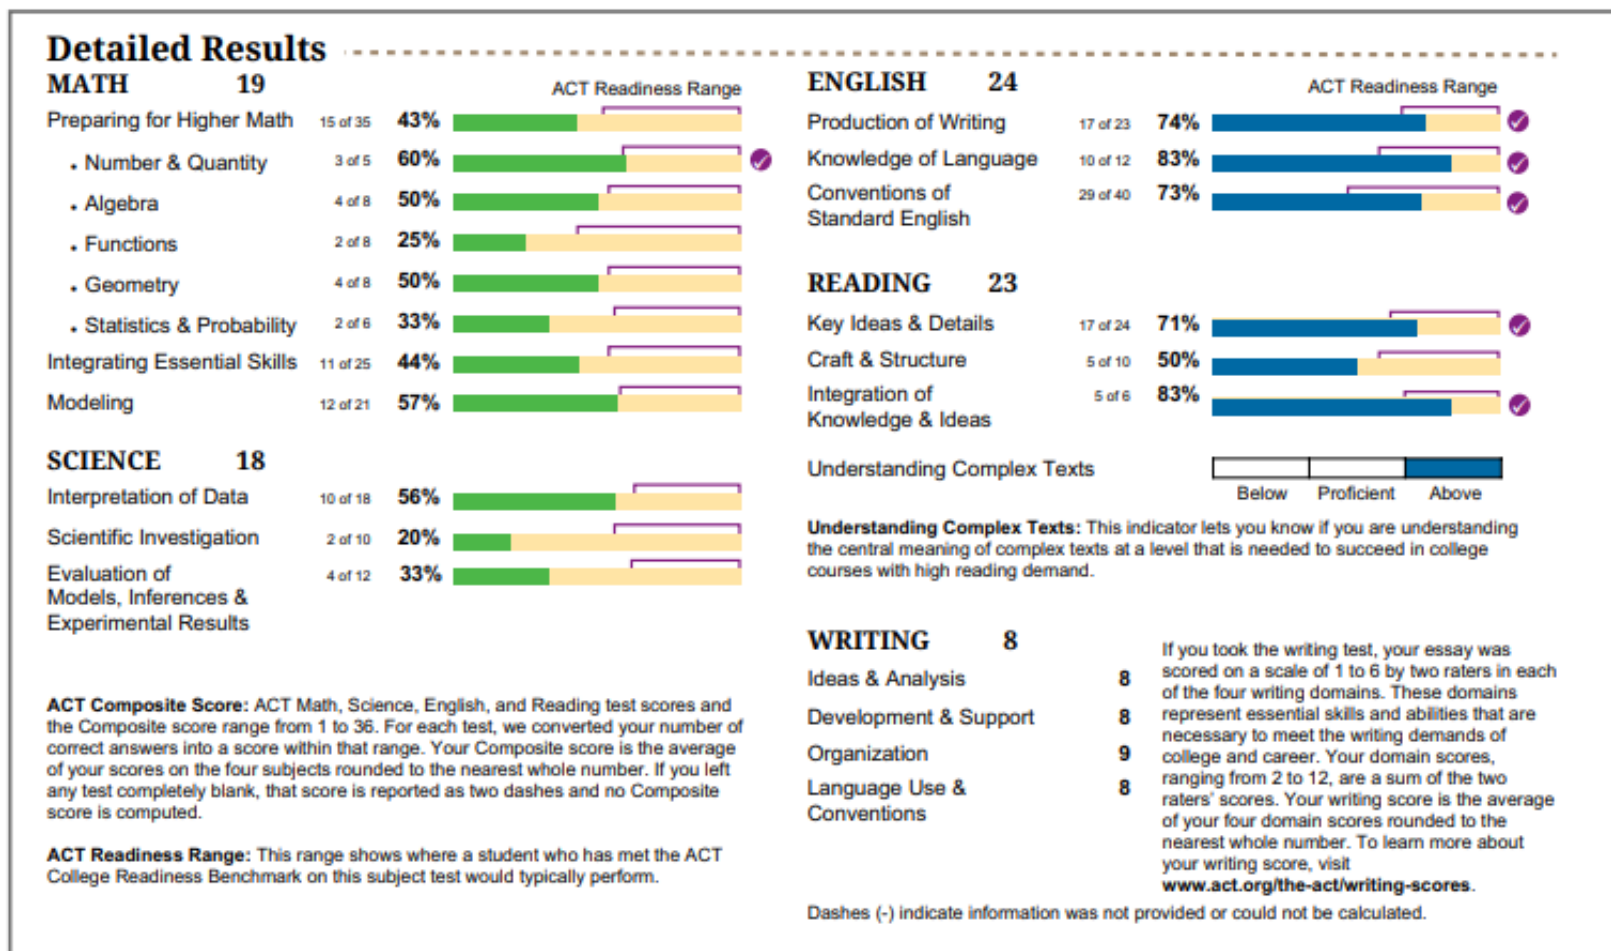 Detailed Results
MATH 19
ACT Readiness Range
Preparing for Higher Math 15 of 35 43%
• Number & Quantity 3 of 5 60%
• Algebra 4 of 8 50%
• Functions 2 of 8 25%
• Geometry 4 of 8 50%
• Statistics & Probability 2 of 6 33%
Integrating Essential Skills 11 of 25 44%
Modeling 12 of 21 57%
SCIENCE 18
Interpretation of Data 10 of 18 56%
Scientific Investigation 2 of 10 20%
Evaluation of 4 of 12 33%
Models, Inferences &
Experimental Results
ACT Composite Score: ACT Math, Science, English, and Reading test scores and
the Composite score range from 1 to 36. For each test, we converted your number of
correct answers into a score within that range. Your Composite score is the average
of your scores on the four subjects rounded to the nearest whole number. If you left
any test completely blank, that score is reported as two dashes and no Composite
score is computed.
ACT Readiness Range: This range shows where a student who has met the ACT
College Readiness Benchmark on this subject test would typically perform.
ENGLISH 24
ACT Readiness Range
Production of Writing 17 of 23 74%
Knowledge of Language 10 of 12 83%
Conventions of 29 of 40 73%
Standard English
READING 23
Key Ideas & Details 17 of 24 71%
Craft & Structure 5 of 10 50%
Integration of 5 of 6 83%
Knowledge & Ideas
Understanding Complex Texts
Below Proficient Above
Understanding Complex Texts: This indicator lets you know if you are understanding
the central meaning of complex texts at a level that is needed to succeed in college
courses with high reading demand.
WRITING 8
Ideas & Analysis 8
Development & Support 8
Organization 9
Language Use & 8
Conventions
If you took the writing test, your essay was
scored on a scale of 1 to 6 by two raters in each
of the four writing domains. These domains
represent essential skills and abilities that are
necessary to meet the writing demands of
college and career. Your domain scores,
ranging from 2 to 12, are a sum of the two
raters' scores. Your writing score is the average
of your four domain scores rounded to the
nearest whole number. To learn more about
your writing score, visit
www.act.org/the-act/writing-scores.
Dashes (-) indicate information was not provided or could not be calculated.